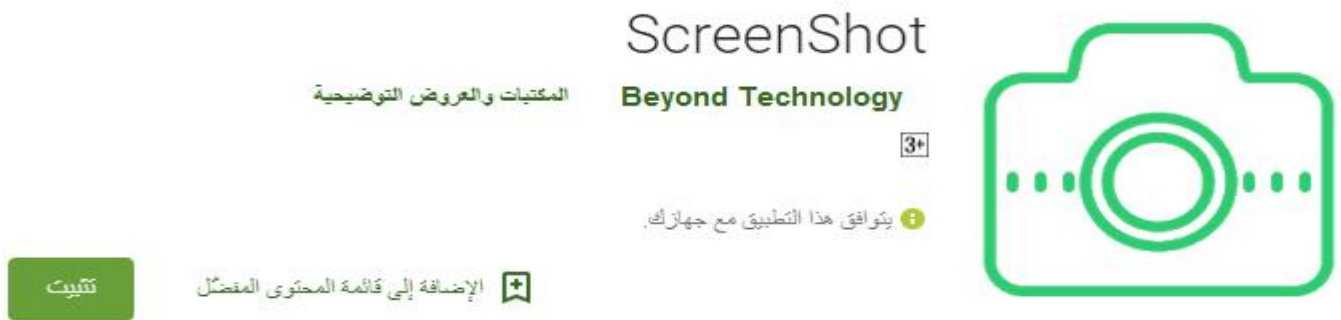 ScreenShot
Beyond Technology المكتبات والعروض التوضيحية
3+
يتوافق هذا التطبيق مع جهازك.
الإضافة إلى قائمة المحتوى المفضّل
تثبيت